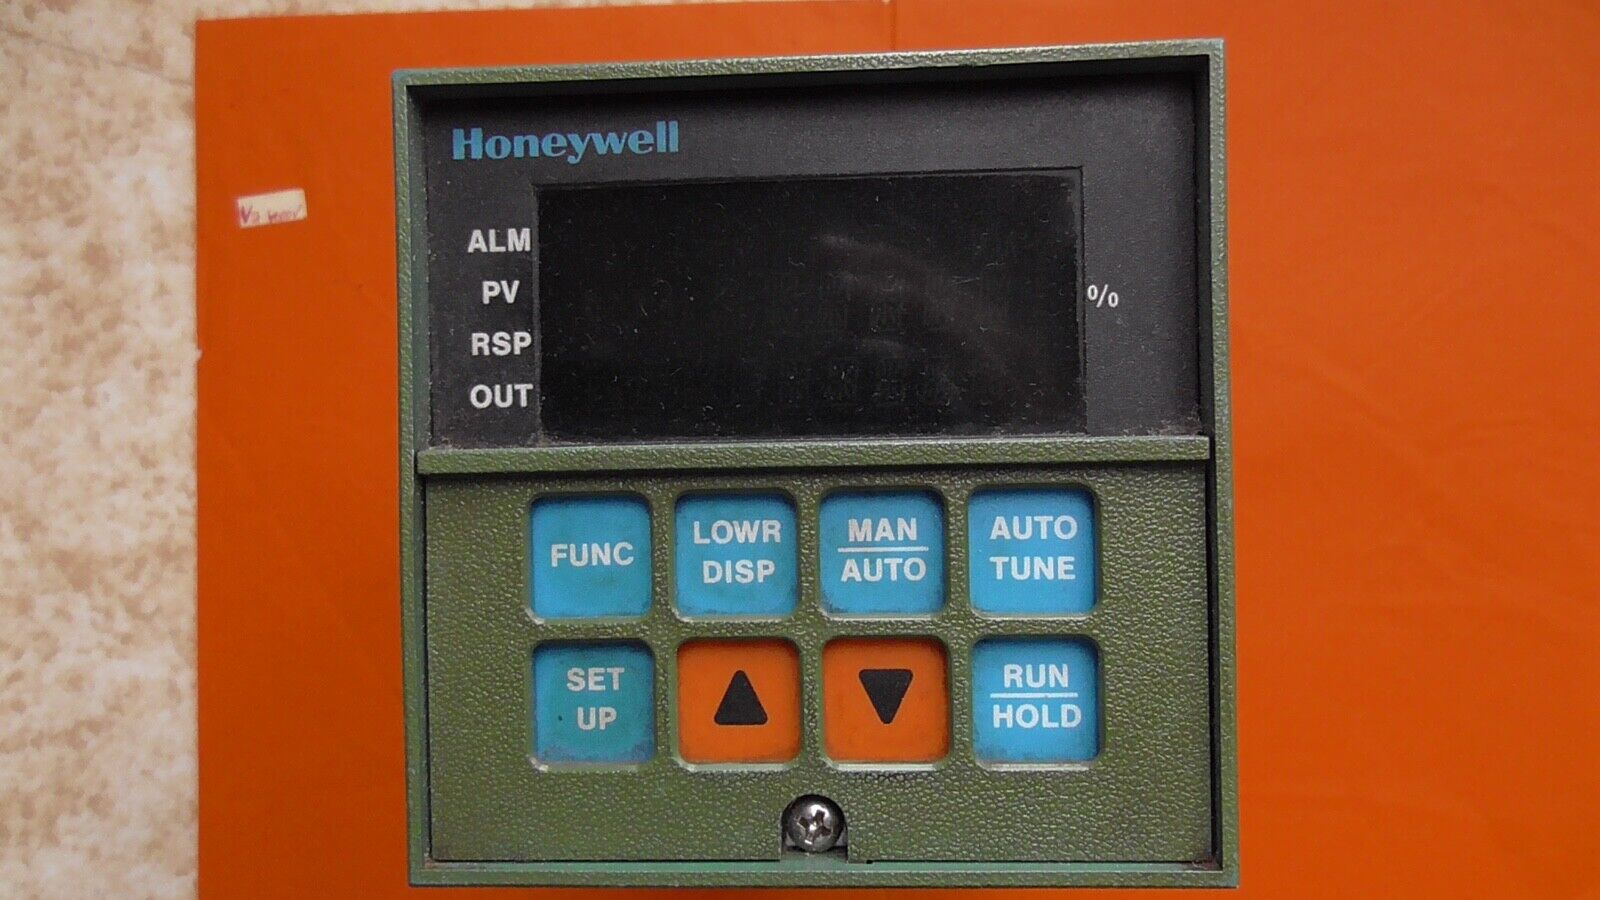 Honeywell
ALM
PV
%
RSP
OUT
FUNC
LOWR
DISP
MAN
AUTO
AUTO
TUNE
SET
UP
RUN
HOLD